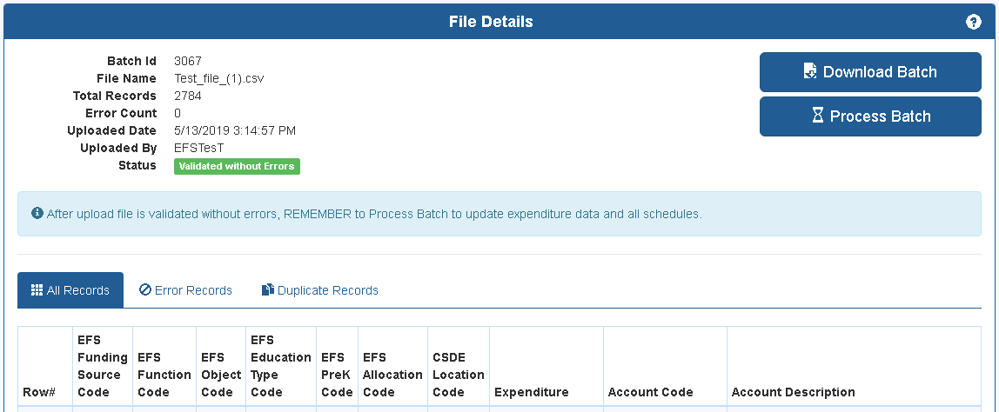 File Details
Batch Id 3067
File Name Test_file_(1).csv
Total Records 2784
Error Count 0
Uploaded Date 5/13/2019 3:14:57 PM
Uploaded By EFSTesT
Status Validated without Errors
Download Batch
Process Batch
After upload file is validated without errors, REMEMBER to Process Batch to update expenditure data and all schedules.
All Records Error Records Duplicate Records
Row#
EFS
Funding
Source
Code
EFS
Function
Code
EFS
Object
Code
EFS
Education
Type
Code
EFS
PreK
Code
EFS
Allocation
Code
CSDE
Location
Code
Expenditure
Account Code
Account Description